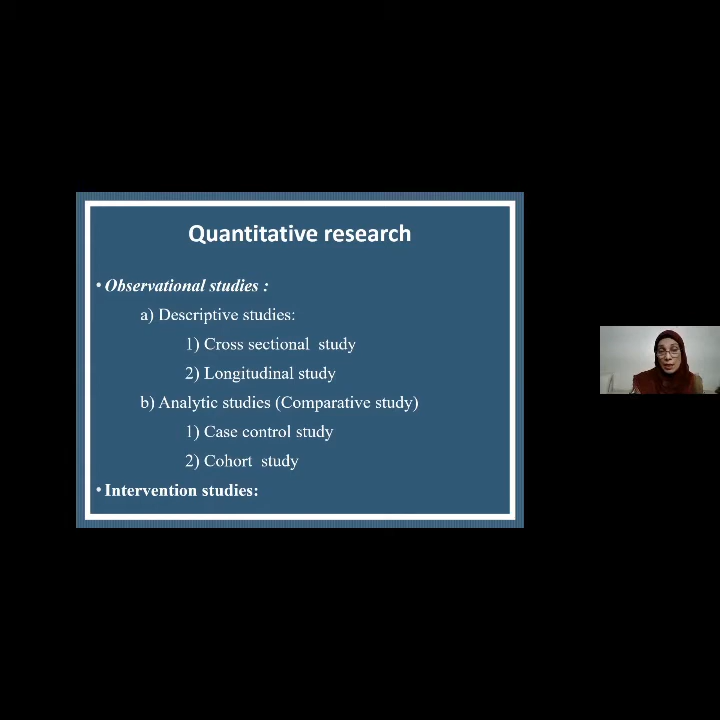 Quantitative research
• Observational studies :
a) Descriptive studies:
1) Cross sectional study
2) Longitudinal study
b) Analytic studies (Comparative study)
1) Case control study
2) Cohort study
• Intervention studies: